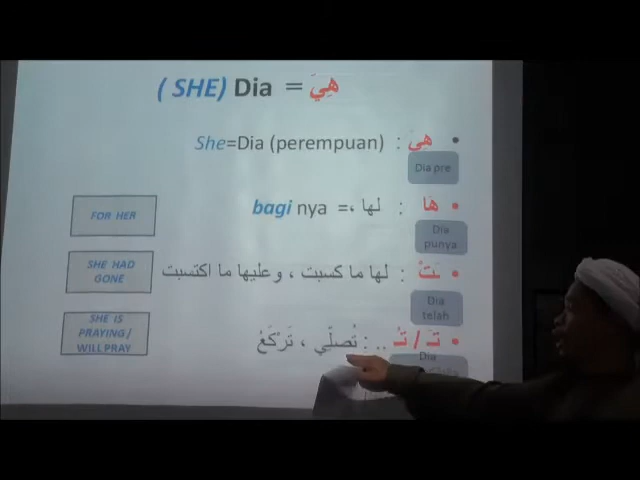 ( SHE) Dia = هِيَ
She=Dia (perempuan) : هِيَ •
Dia pre
FOR HER
bagi nya =، لها : هَا •
Dia
punya
SHE HAD
GONE
لها ما كسبت ، وعليها ما اكتسبت : ـَتْ •
Dia
telah
SHE IS
PRAYING/
WILL PRAY
• تَـ / تُـ .. : تُصلِّي ، تَرْكَعُ
Dia